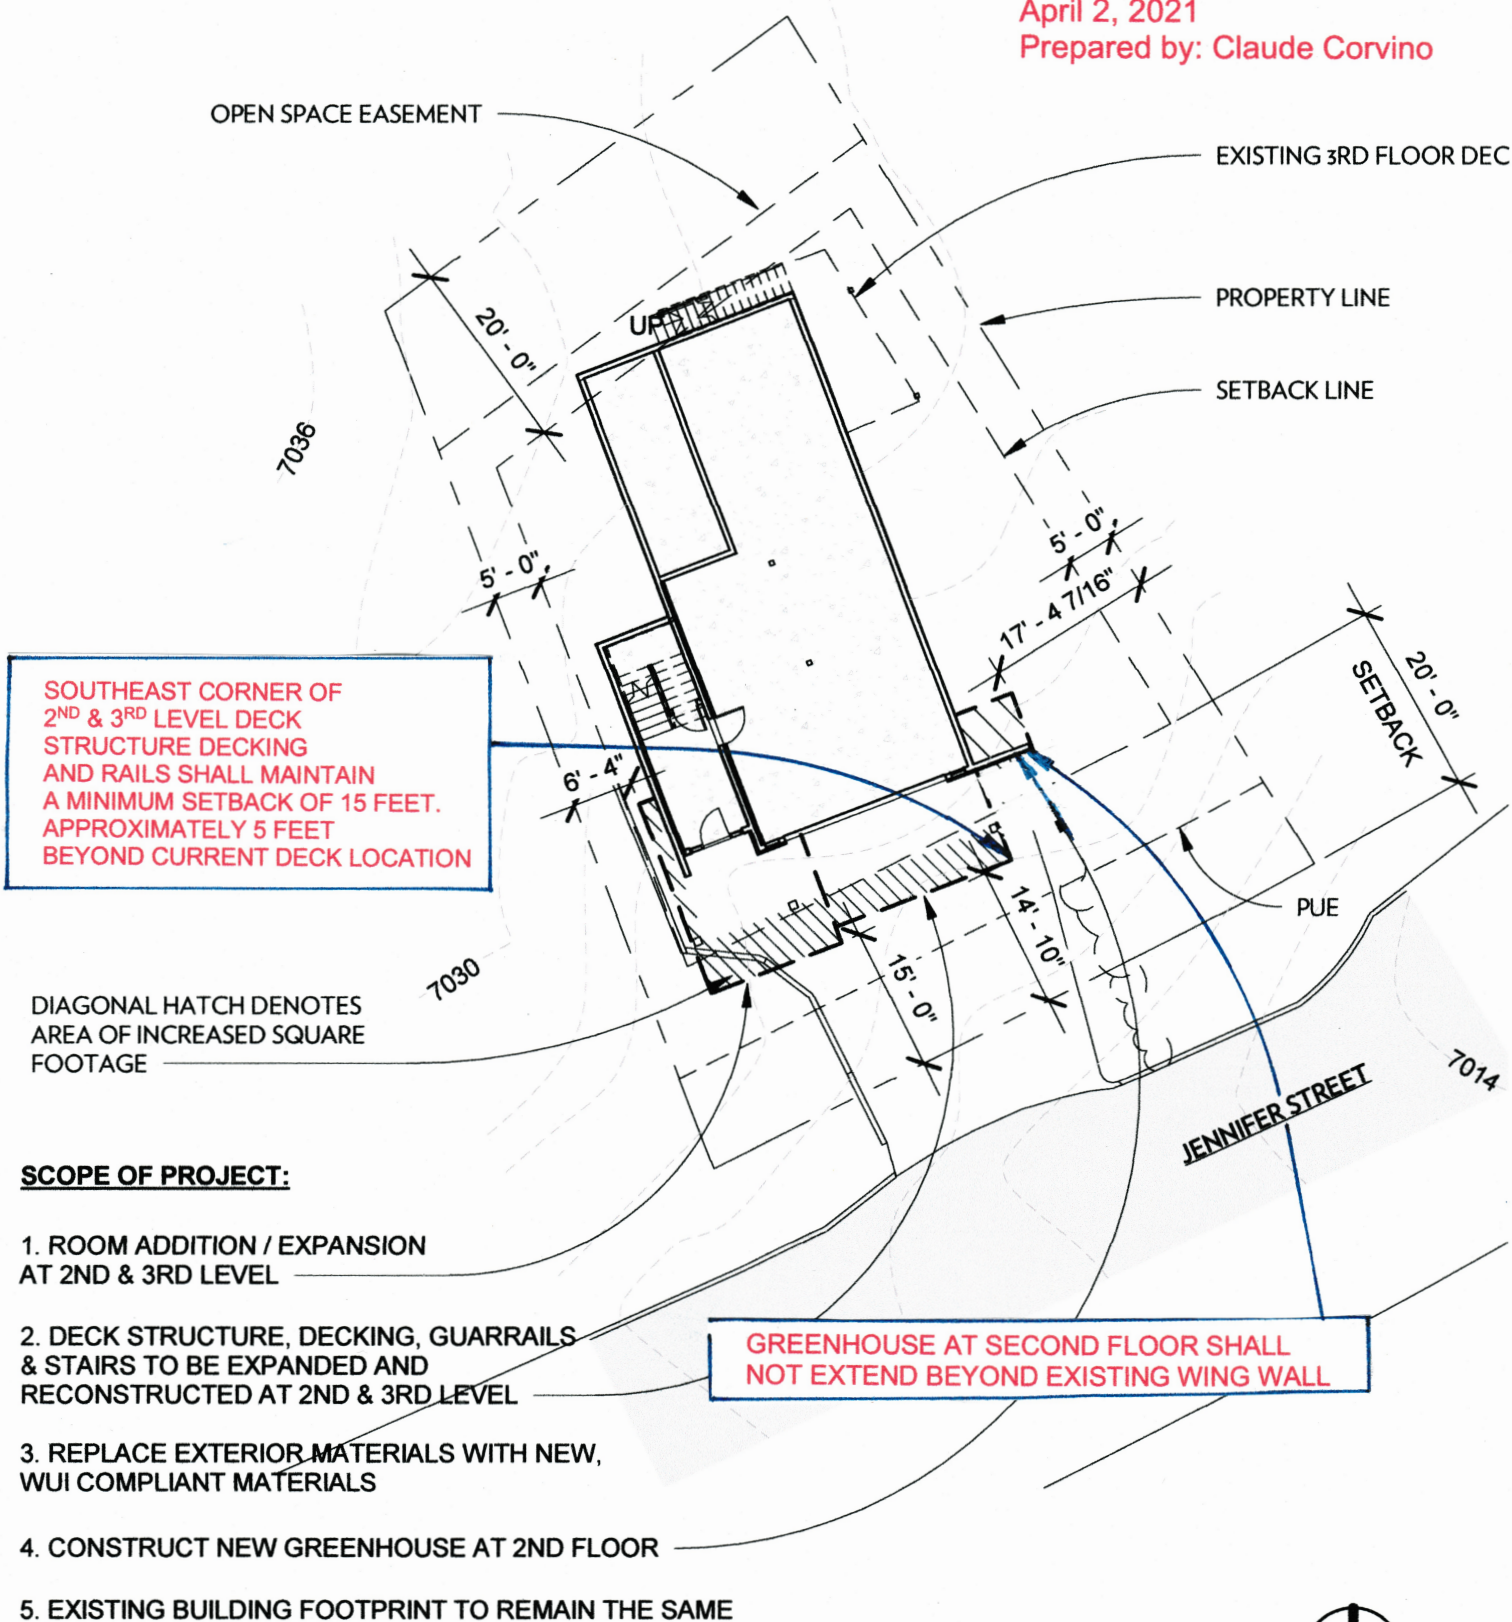 April 2, 2021
Prepared by: Claude Corvino
OPEN SPACE EASEMENT
EXISTING 3RD FLOOR DEC
PROPERTY LINE
SETBACK LINE
UP
20' - 0"
7036
5' - 0"
5' - 0"
17' - 4 7/16"
20' - 0"
SETBACK
SOUTHEAST CORNER OF
2ND & 3RD LEVEL DECK
STRUCTURE DECKING
AND RAILS SHALL MAINTAIN
A MINIMUM SETBACK OF 15 FEET.
APPROXIMATELY 5 FEET
BEYOND CURRENT DECK LOCATION
6' - 4"
PUE
14' - 10"
15' - 0"
7030
DIAGONAL HATCH DENOTES
AREA OF INCREASED SQUARE
FOOTAGE
7014
JENNIFER STREET
SCOPE OF PROJECT:
1. ROOM ADDITION / EXPANSION
AT 2ND & 3RD LEVEL
2. DECK STRUCTURE, DECKING, GUARRAILS
& STAIRS TO BE EXPANDED AND
RECONSTRUCTED AT 2ND & 3RD LEVEL
GREENHOUSE AT SECOND FLOOR SHALL
NOT EXTEND BEYOND EXISTING WING WALL
3. REPLACE EXTERIOR MATERIALS WITH NEW,
WUI COMPLIANT MATERIALS
4. CONSTRUCT NEW GREENHOUSE AT 2ND FLOOR
5. EXISTING BUILDING FOOTPRINT TO REMAIN THE SAME